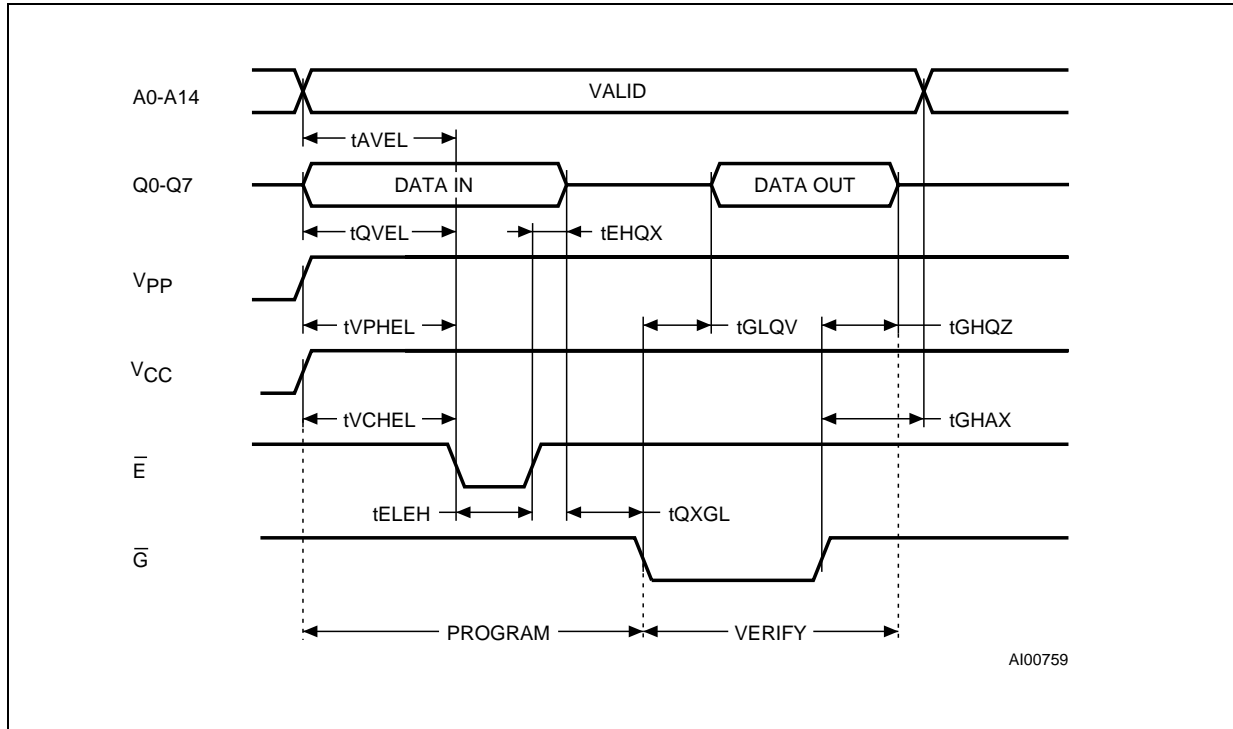 A0-A14
VALID
tAVEL
Q0-Q7
DATA IN
DATA OUT
tQVEL
tEHQX
VPP
tVPHEL
tGLQV
tGHQZ
VCC
tVCHEL
tGHAX
E̅
tELEH
tQXGL
G̅
PROGRAM
VERIFY
AI00759